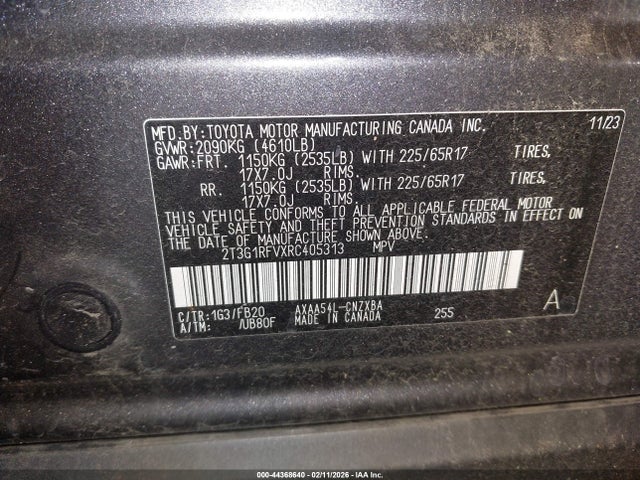 MFD.BY:TOYOTA MOTOR MANUFACTURING CANADA INC. 11/23
GVWR:2090KG (4610LB)
GAWR:FRT. 1150KG (2535LB) WITH 225/65R17 TIRES,
17X7.0J RIMS.
RR. 1150KG (2535LB) WITH 225/65R17 TIRES,
17X7.0J RIMS.
THIS VEHICLE CONFORMS TO ALL APPLICABLE FEDERAL MOTOR
VEHICLE SAFETY AND THEFT PREVENTION STANDARDS IN EFFECT ON
THE DATE OF MANUFACTURE SHOWN ABOVE.
2T3G1RFVXRC405313 MPV
C/TR:1G3/FB20 AXAA54L-CNZXBA A
A/TM: /UB80F MADE IN CANADA 255
000-44368640 / 02/11/2026 - IAA Inc.